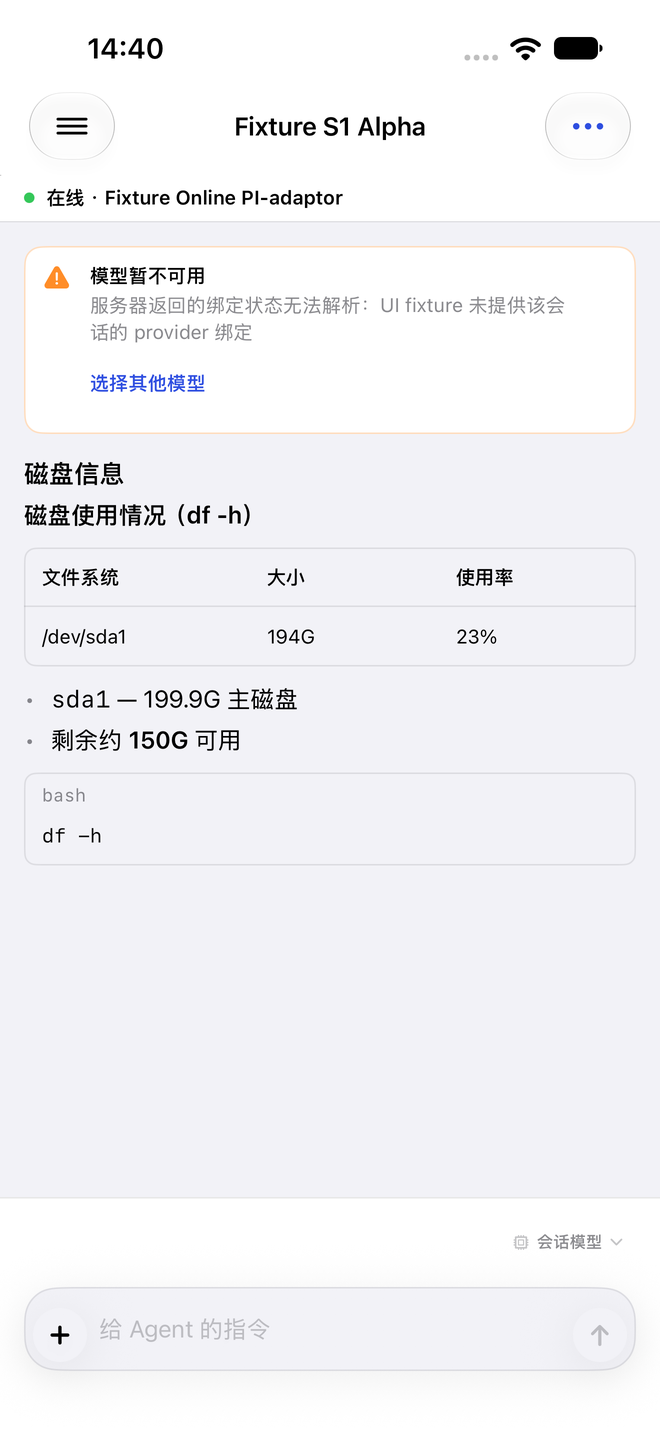 14:40
Fixture S1 Alpha
在线 · Fixture Online PI-adaptor
模型暂不可用
服务器返回的绑定状态无法解析：UI fixture 未提供该会
话的 provider 绑定
选择其他模型
磁盘信息
磁盘使用情况（df -h）
文件系统 大小 使用率
/dev/sda1 194G 23%
• sda1 — 199.9G 主磁盘
• 剩余约 150G 可用
bash
df -h
会话模型
给 Agent 的指令